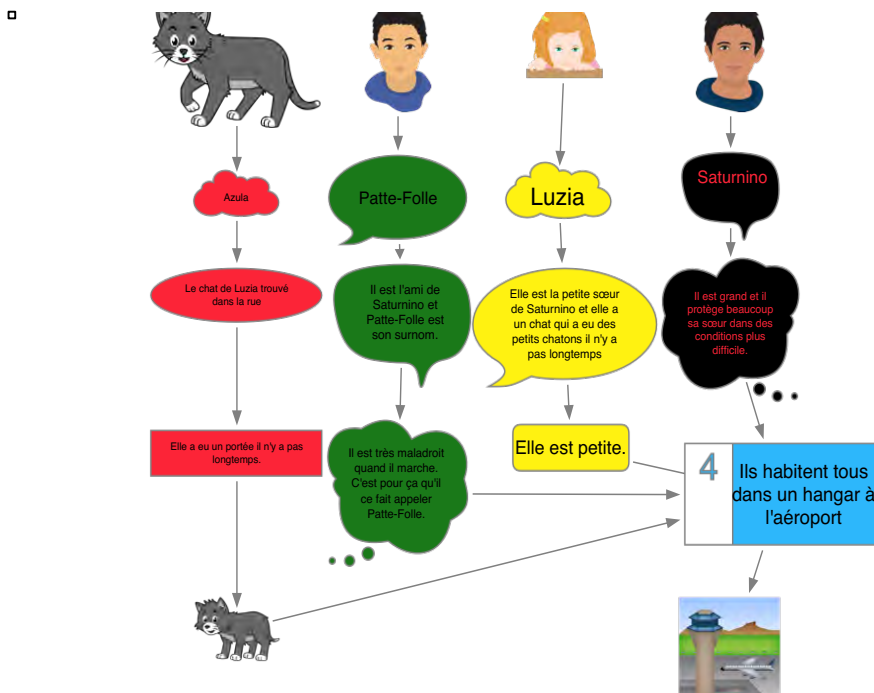 Azula
Patte-Folle
Luzia
Saturnino
Le chat de Luzia trouvé
dans la rue
Il est l'ami de
Saturnino et
Patte-Folle est
son surnom.
Elle est la petite sœur
de Saturnino et elle a
un chat qui a eu des
petits chatons il n'y a
pas longtemps
Il est grand et il
protège beaucoup
sa sœur dans des
conditions plus
difficile.
Elle a eu un portée il n'y a pas
longtemps.
Il est très maladroit
quand il marche.
C'est pour ça qu'il
ce fait appeler
Patte-Folle.
Elle est petite.
4
Ils habitent tous
dans un hangar à
l'aéroport